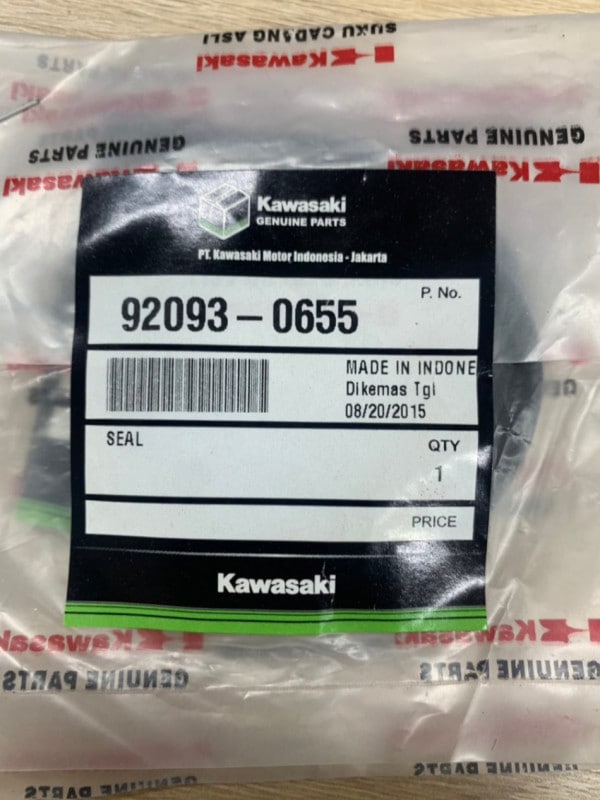 SUKU CADANG ASLI
Kawasaki
GENUINE PARTS
GENUINE PARTS
Kawasaki
Kawasaki
Kawasaki
GENUINE PARTS
PT. Kawasaki Motor Indonesia - Jakarta
P. No.
92093-0655
MADE IN INDONE
Dikemas Tgl
08/20/2015
SEAL
QTY
1
PRICE
Kawasaki
Kawasaki
Kawasaki
GENUINE PARTS
GENUINE PARTS
GENUINE PARTS
GENUINE PARTS